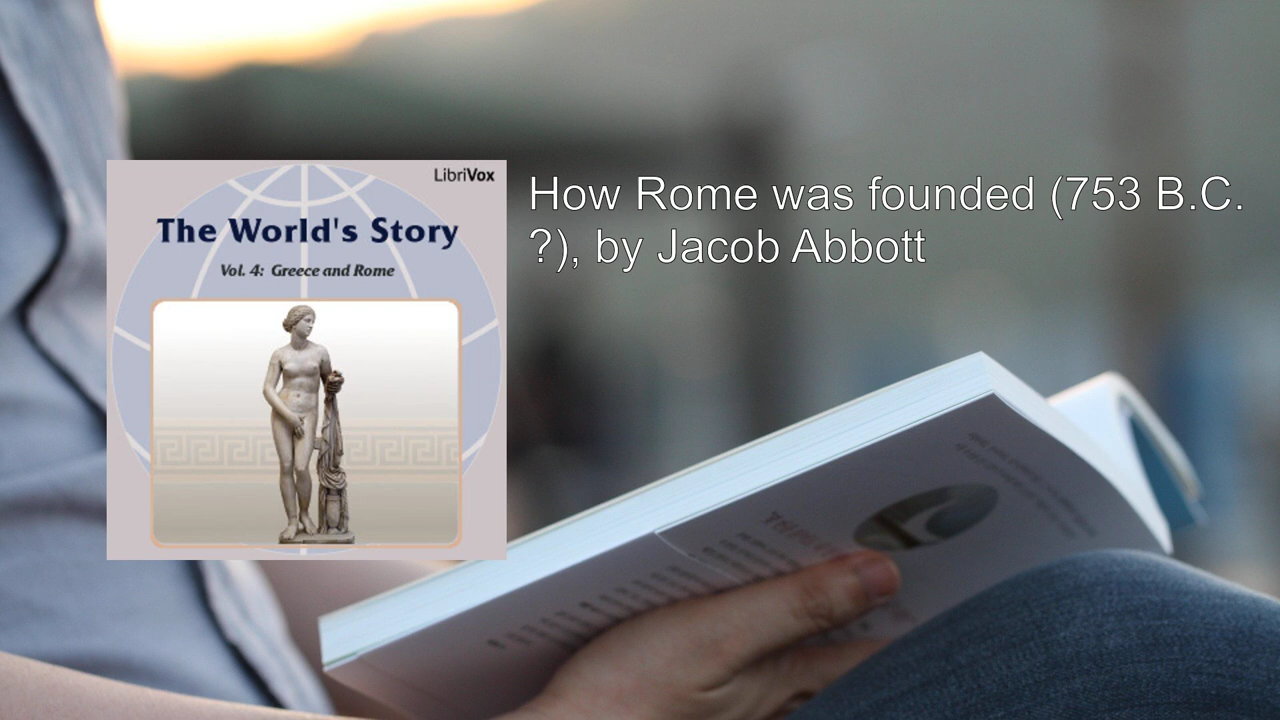 LibriVox
The World's Story
Vol. 4: Greece and Rome
How Rome was founded (753 B.C.
?), by Jacob Abbott